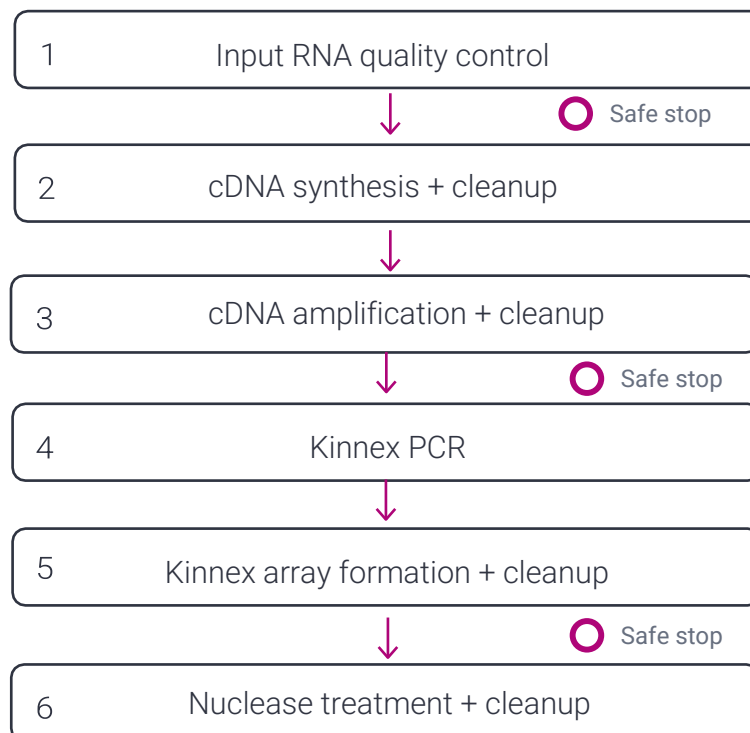 1 Input RNA quality control
Safe stop
2 cDNA synthesis + cleanup
3 cDNA amplification + cleanup
Safe stop
4 Kinnex PCR
5 Kinnex array formation + cleanup
Safe stop
6 Nuclease treatment + cleanup